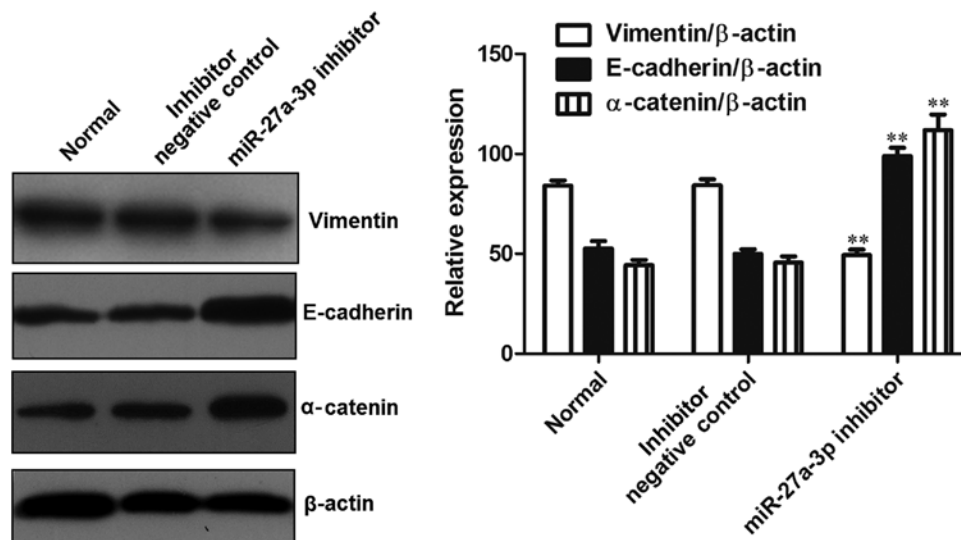 Normal
Inhibitor
negative control
miR-27a-3p inhibitor
Vimentin
E-cadherin
α-catenin
β-actin
Vimentin/β-actin
E-cadherin/β-actin
α-catenin/β-actin
Relative expression
150
100
50
0
**
**
**
Normal
Inhibitor
negative control
miR-27a-3p inhibitor